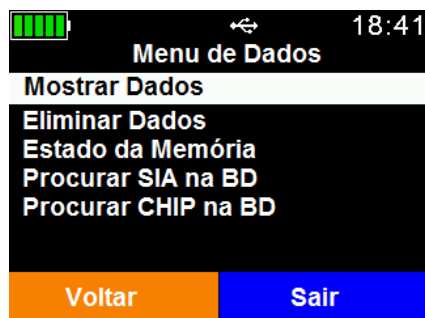 18:41
Menu de Dados
Mostrar Dados
Eliminar Dados
Estado da Memória
Procurar SIA na BD
Procurar CHIP na BD
Voltar Sair